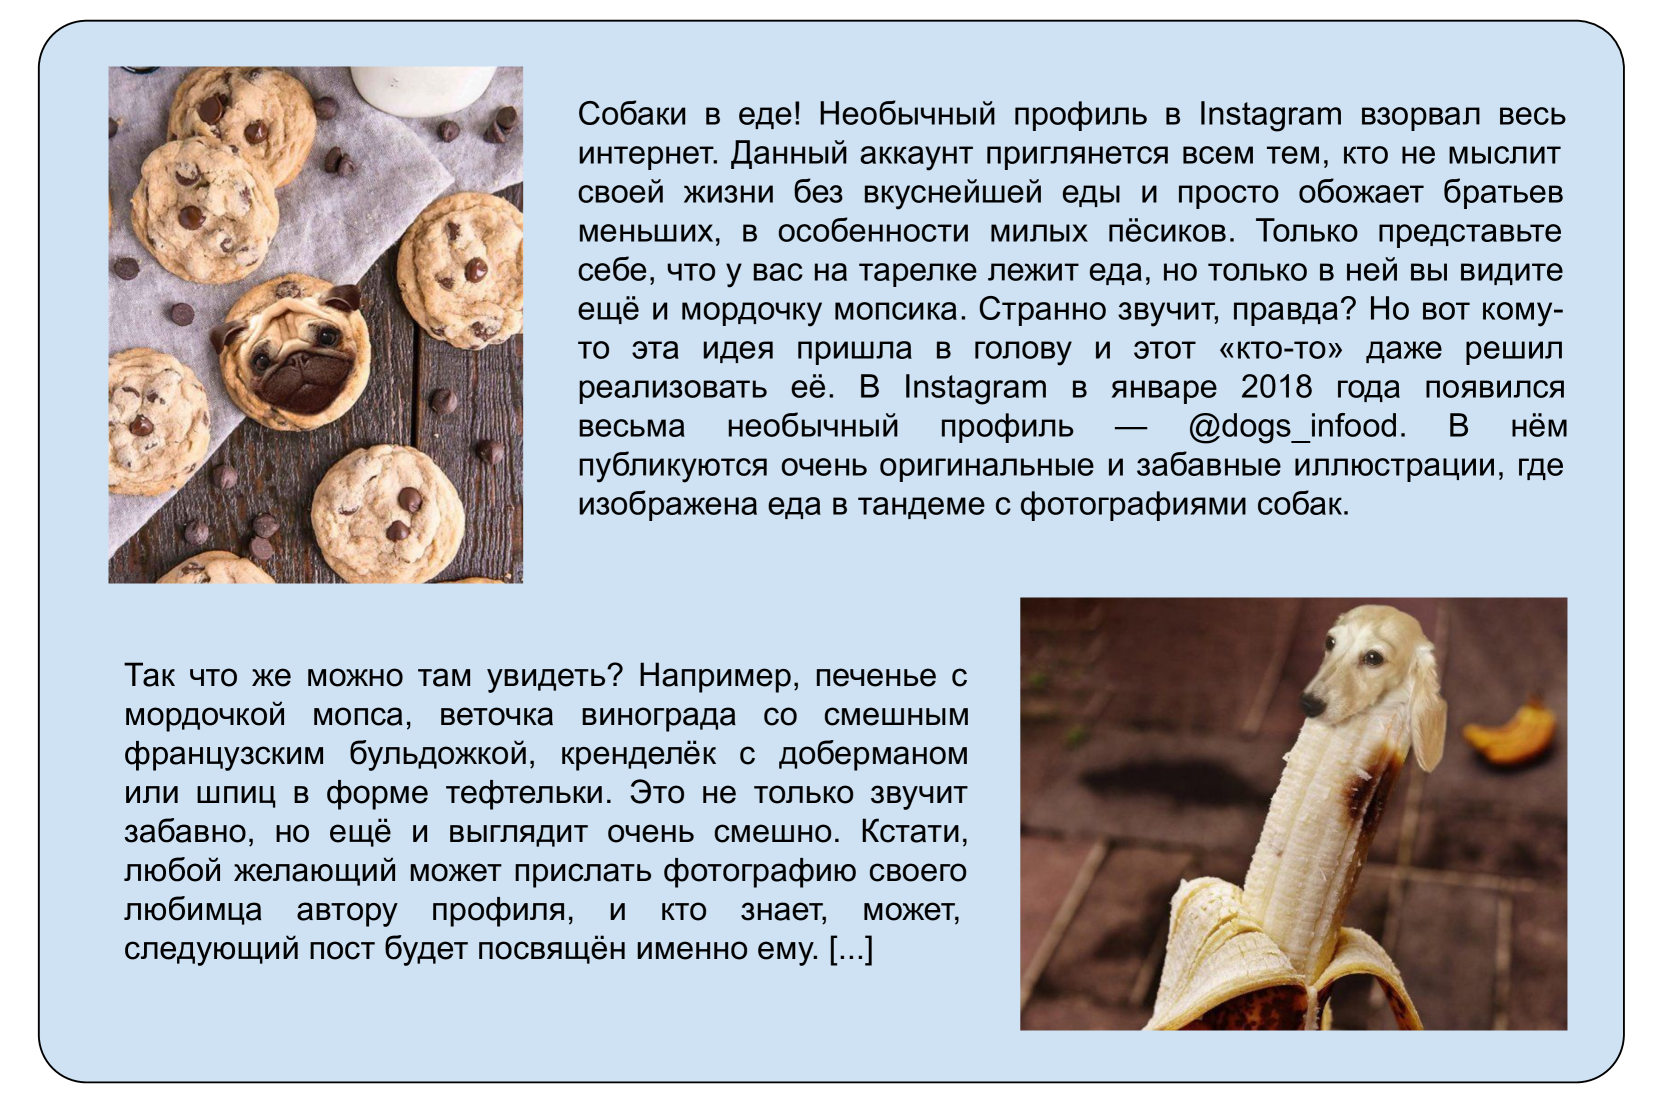 Собаки в еде! Необычный профиль в Instagram взорвал весь
интернет. Данный аккаунт приглянется всем тем, кто не мыслит
своей жизни без вкуснейшей еды и просто обожает братьев
меньших, в особенности милых пёсиков. Только представьте
себе, что у вас на тарелке лежит еда, но только в ней вы видите
ещё и мордочку мопсика. Странно звучит, правда? Но вот кому-
то эта идея пришла в голову и этот «кто-то» даже решил
реализовать её. В Instagram в январе 2018 года появился
весьма необычный профиль — @dogs_infood. В нём
публикуются очень оригинальные и забавные иллюстрации, где
изображена еда в тандеме с фотографиями собак.
Так что же можно там увидеть? Например, печенье с
мордочкой мопса, веточка винограда со смешным
французским бульдожкой, кренделёк с доберманом
или шпиц в форме тефтельки. Это не только звучит
забавно, но ещё и выглядит очень смешно. Кстати,
любой желающий может прислать фотографию своего
любимца автору профиля, и кто знает, может,
следующий пост будет посвящён именно ему. [...]